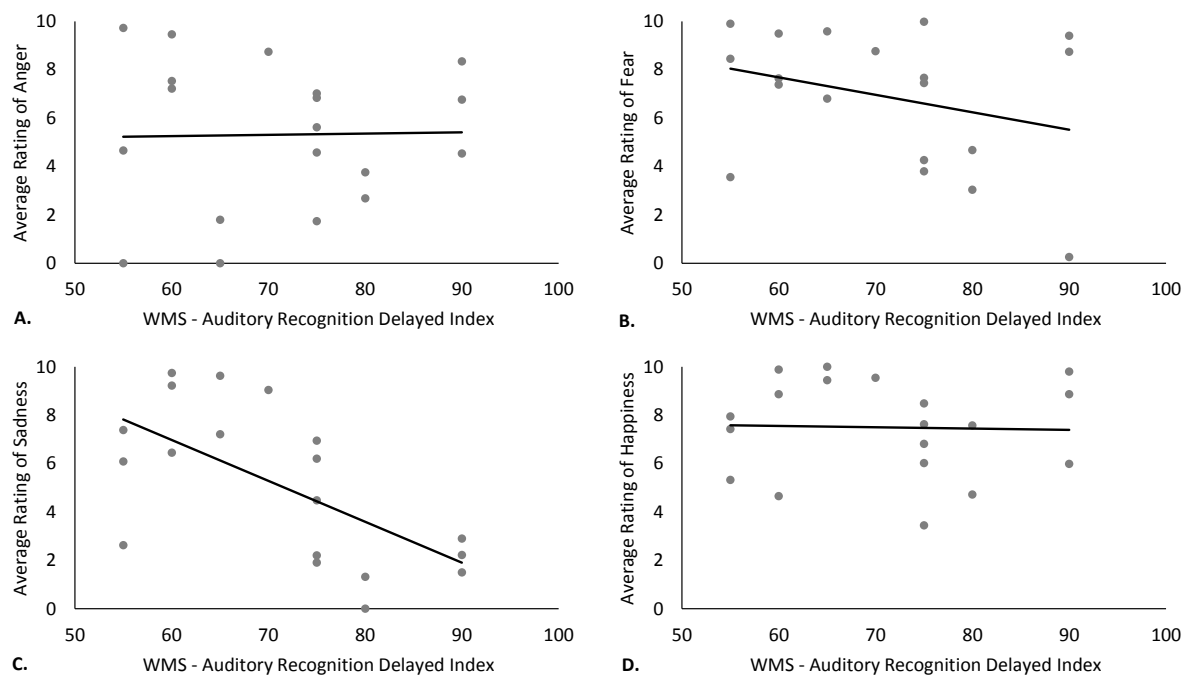 Average Rating of Anger
10
8
6
4
2
0
50 60 70 80 90 100
A. WMS - Auditory Recognition Delayed Index
Average Rating of Fear
10
8
6
4
2
0
50 60 70 80 90 100
B. WMS - Auditory Recognition Delayed Index
Average Rating of Sadness
10
8
6
4
2
0
50 60 70 80 90 100
C. WMS - Auditory Recognition Delayed Index
Average Rating of Happiness
10
8
6
4
2
0
50 60 70 80 90 100
D. WMS - Auditory Recognition Delayed Index